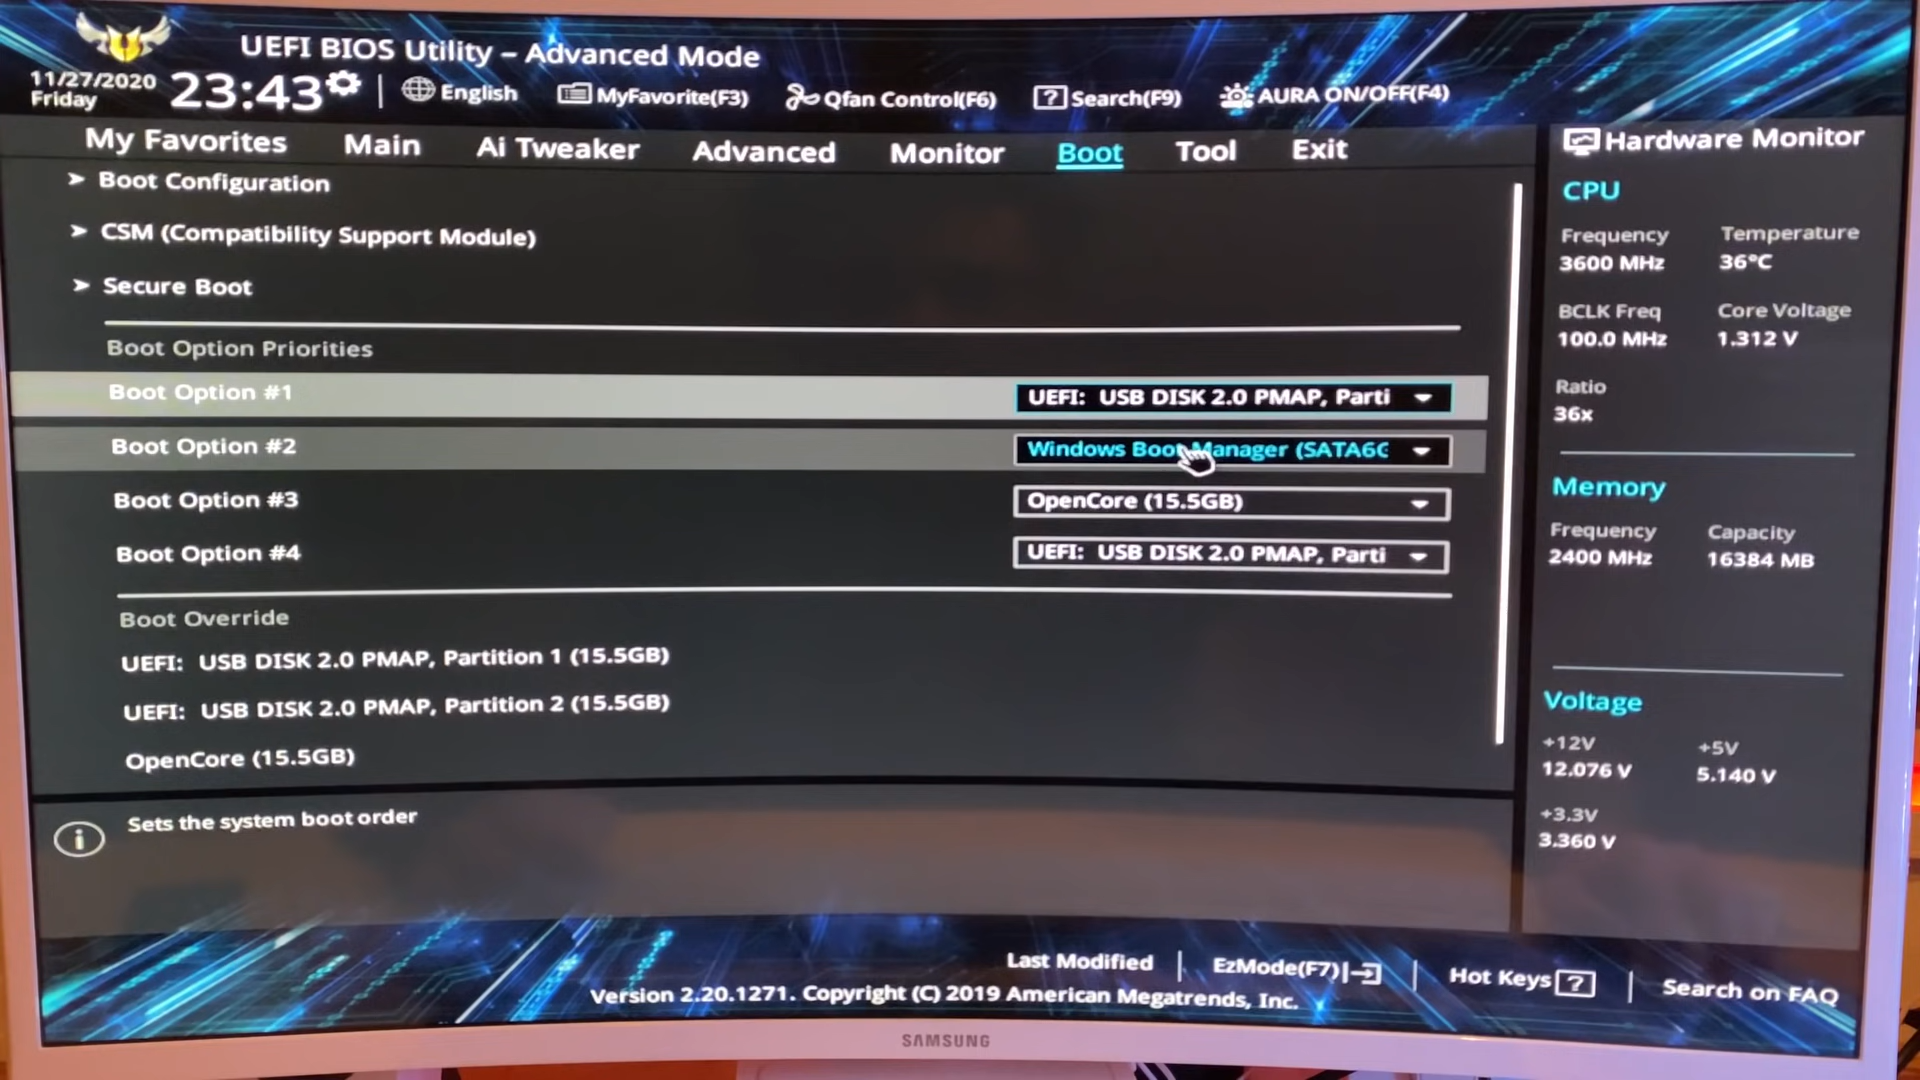 UEFI BIOS Utility – Advanced Mode
11/27/2020
Friday
23:43
English
MyFavorite(F3)
Qfan Control(F6)
? Search(F9)
AURA ON/OFF(F4)
My Favorites Main Ai Tweaker Advanced Monitor Boot Tool Exit
> Boot Configuration
> CSM (Compatibility Support Module)
> Secure Boot
Boot Option Priorities
Boot Option #1 UEFI: USB DISK 2.0 PMAP, Parti
Boot Option #2 Windows Boot Manager (SATA6G
Boot Option #3 OpenCore (15.5GB)
Boot Option #4 UEFI: USB DISK 2.0 PMAP, Parti
Boot Override
UEFI: USB DISK 2.0 PMAP, Partition 1 (15.5GB)
UEFI: USB DISK 2.0 PMAP, Partition 2 (15.5GB)
OpenCore (15.5GB)
i Sets the system boot order
Hardware Monitor
CPU
Frequency Temperature
3600 MHz 36°C
BCLK Freq Core Voltage
100.0 MHz 1.312 V
Ratio
36x
Memory
Frequency Capacity
2400 MHz 16384 MB
Voltage
+12V +5V
12.076 V 5.140 V
+3.3V
3.360 V
Last Modified | EzMode(F7) | Hot Keys ? | Search on FAQ
Version 2.20.1271. Copyright (C) 2019 American Megatrends, Inc.
SAMSUNG